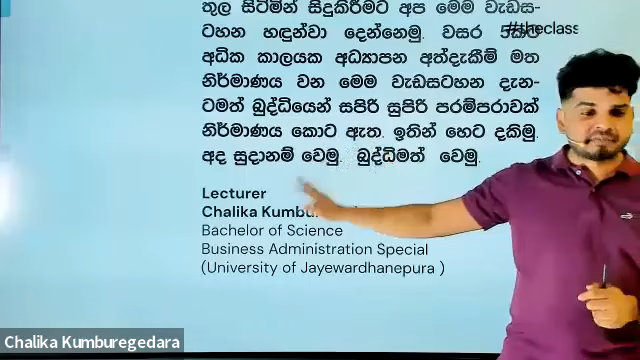 තුල සිටිමින් සිදුකිරීමට අප මෙම වැඩස-
ටහන හඳුන්වා දෙන්නෙමු. වසර 5කට
#theclass
අධික කාලයක අධ්‍යාපන අත්දැකීම් මත
නිර්මාණය වන මෙම වැඩසටහන දැන-
ටමත් බුද්ධියෙන් සපිරි සුපිරි පරම්පරාවක්
නිර්මාණය කොට ඇත. ඉතින් හෙට දකිමු.
අද සුදානම් වෙමු. බුද්ධිමත් වෙමු.
Lecturer
Chalika
Bachelor of Science
Business Administration Special
(University of Jayewardhanepura )
Chalika Kumburegedara